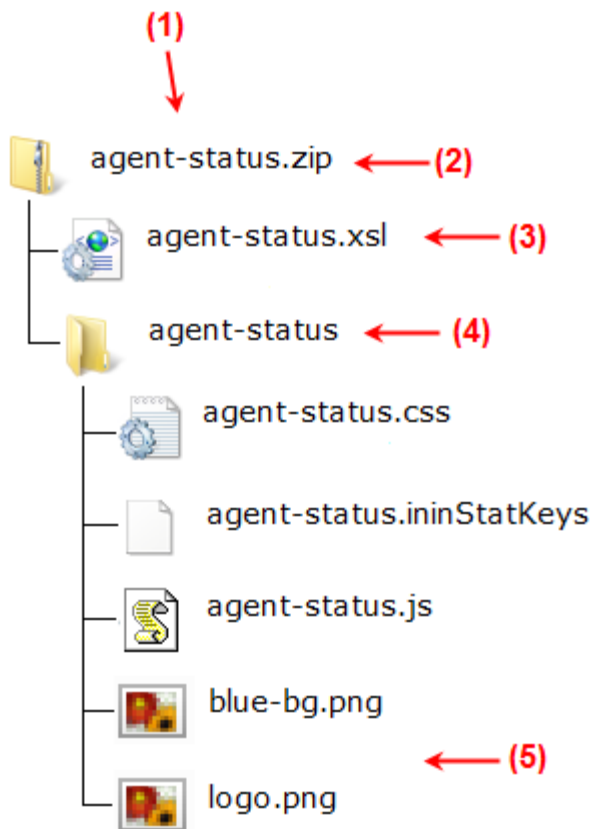 (1)
agent-status.zip (2)
agent-status.xsl (3)
agent-status (4)
agent-status.css
agent-status.ininStatKeys
agent-status.js
blue-bg.png
(5)
logo.png